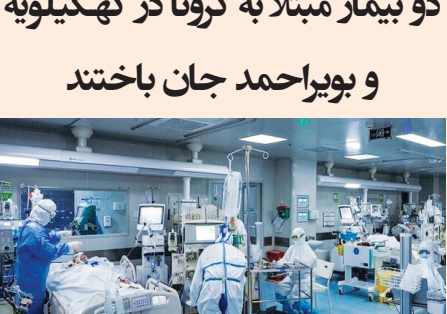 دو بیمار مبتلا به کرونا در کهگیلویه
و بویراحمد جان باختند